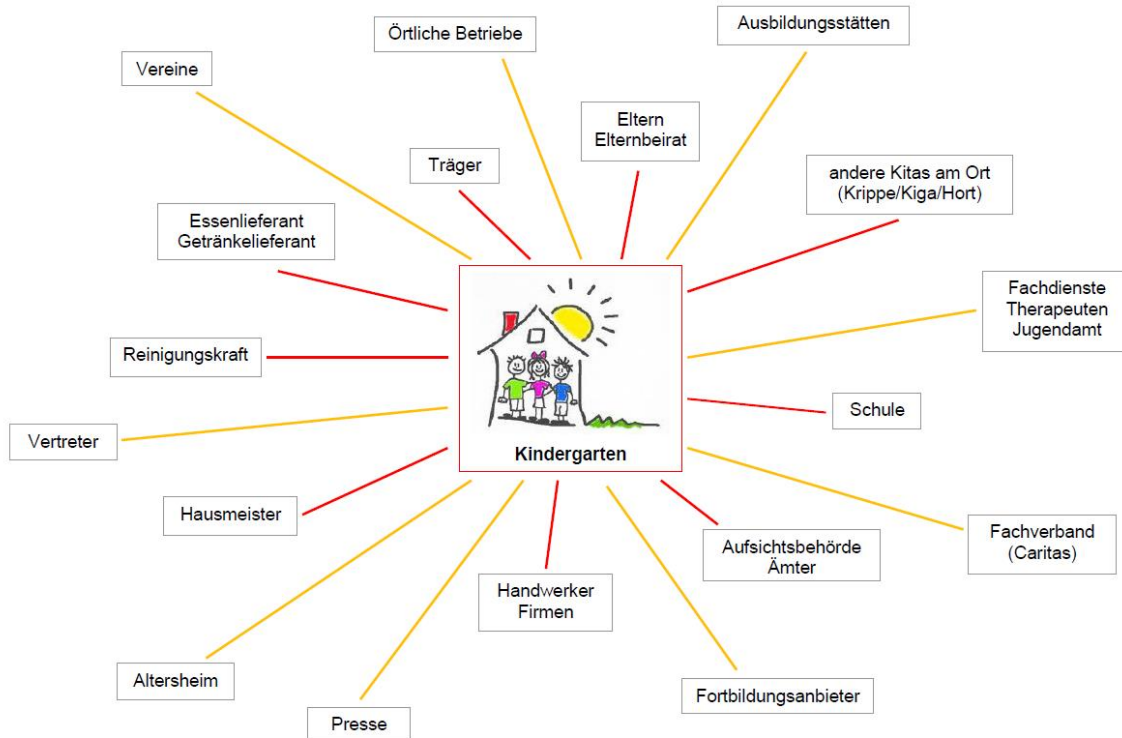 Örtliche Betriebe
Ausbildungsstätten
Vereine
Eltern
Elternbeirat
Träger
andere Kitas am Ort
(Krippe/Kiga/Hort)
Essenlieferant
Getränkelieferant
Fachdienste
Therapeuten
Jugendamt
Reinigungskraft
Schule
Vertreter
Kindergarten
Hausmeister
Fachverband
(Caritas)
Aufsichtsbehörde
Ämter
Handwerker
Firmen
Altersheim
Fortbildungsanbieter
Presse